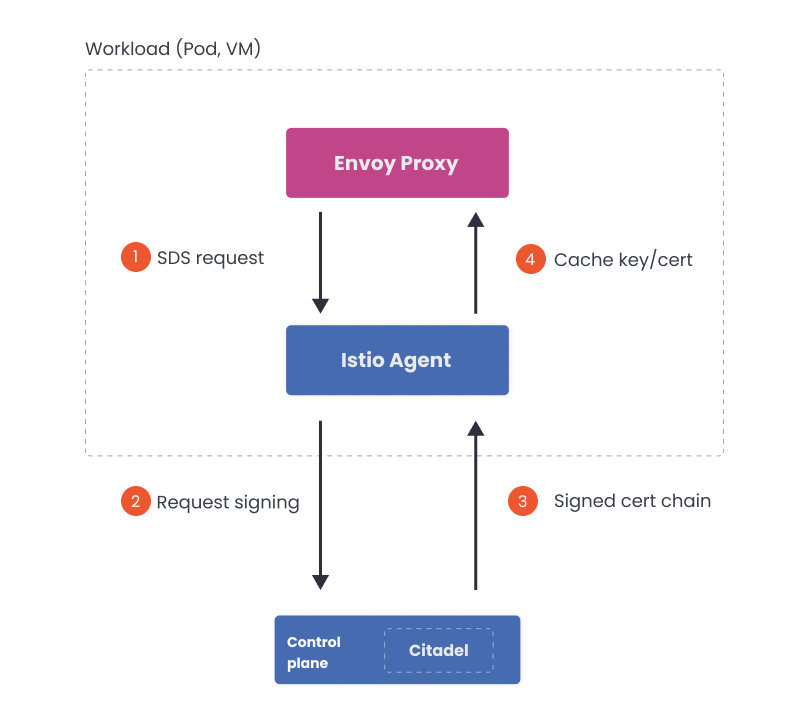 Workload (Pod, VM)
Envoy Proxy
1 SDS request
4 Cache key/cert
Istio Agent
2 Request signing
3 Signed cert chain
Control
plane
Citadel